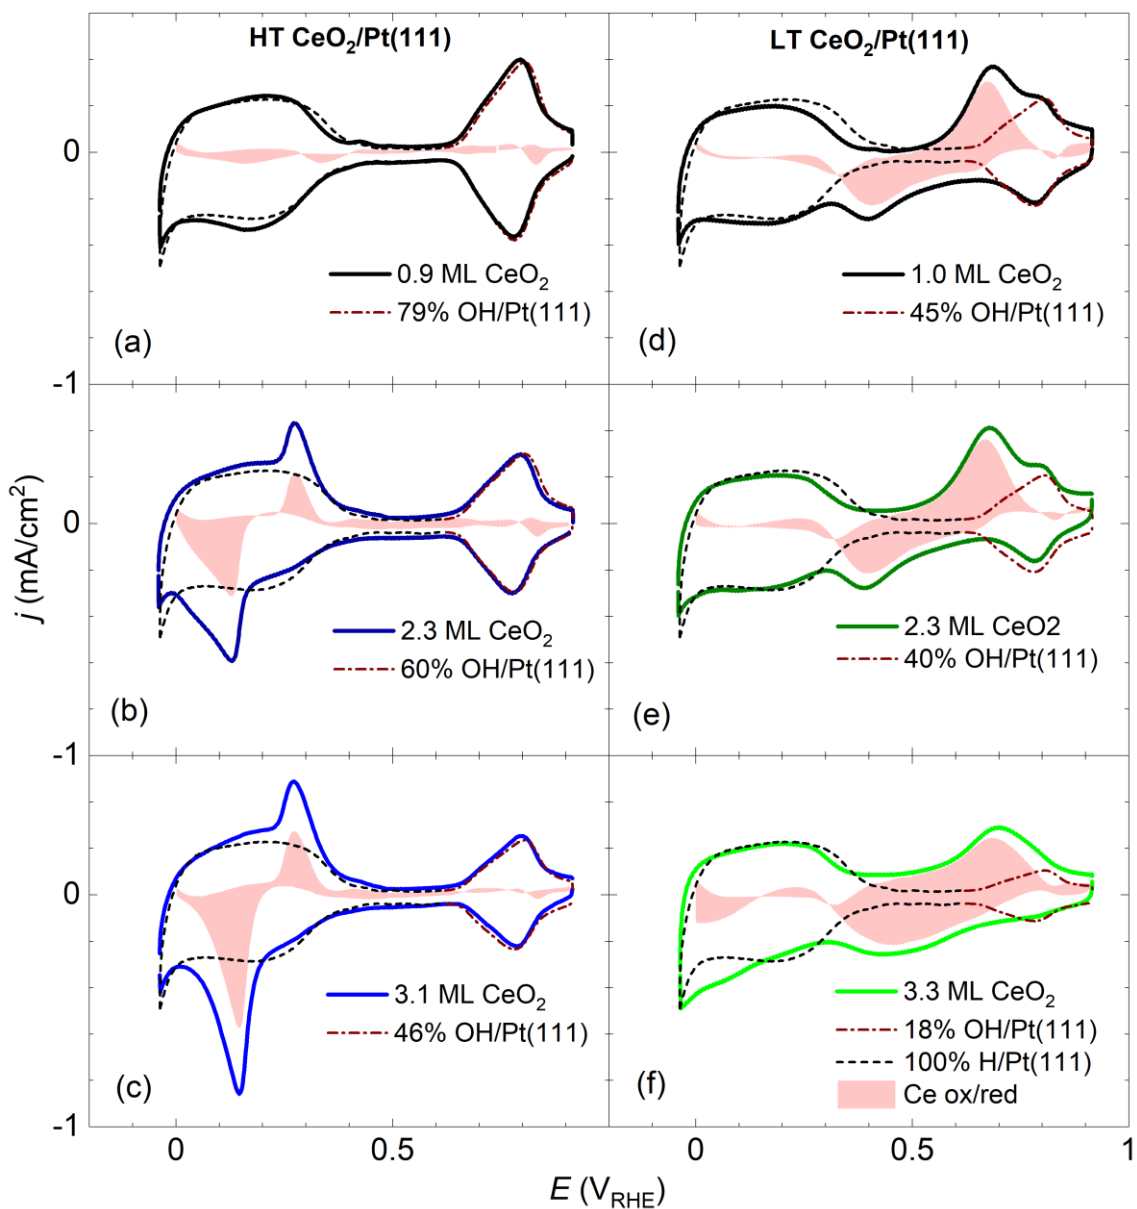 HT CeO₂/Pt(111)
LT CeO₂/Pt(111)
0
0.9 ML CeO₂
79% OH/Pt(111)
(a)
1.0 ML CeO₂
45% OH/Pt(111)
(d)
-1
0
2.3 ML CeO₂
60% OH/Pt(111)
(b)
2.3 ML CeO2
40% OH/Pt(111)
(e)
j (mA/cm²)
-1
0
3.1 ML CeO₂
46% OH/Pt(111)
(c)
3.3 ML CeO₂
18% OH/Pt(111)
100% H/Pt(111)
Ce ox/red
(f)
-1
0 0.5 0 0.5 1
E (V_RHE)